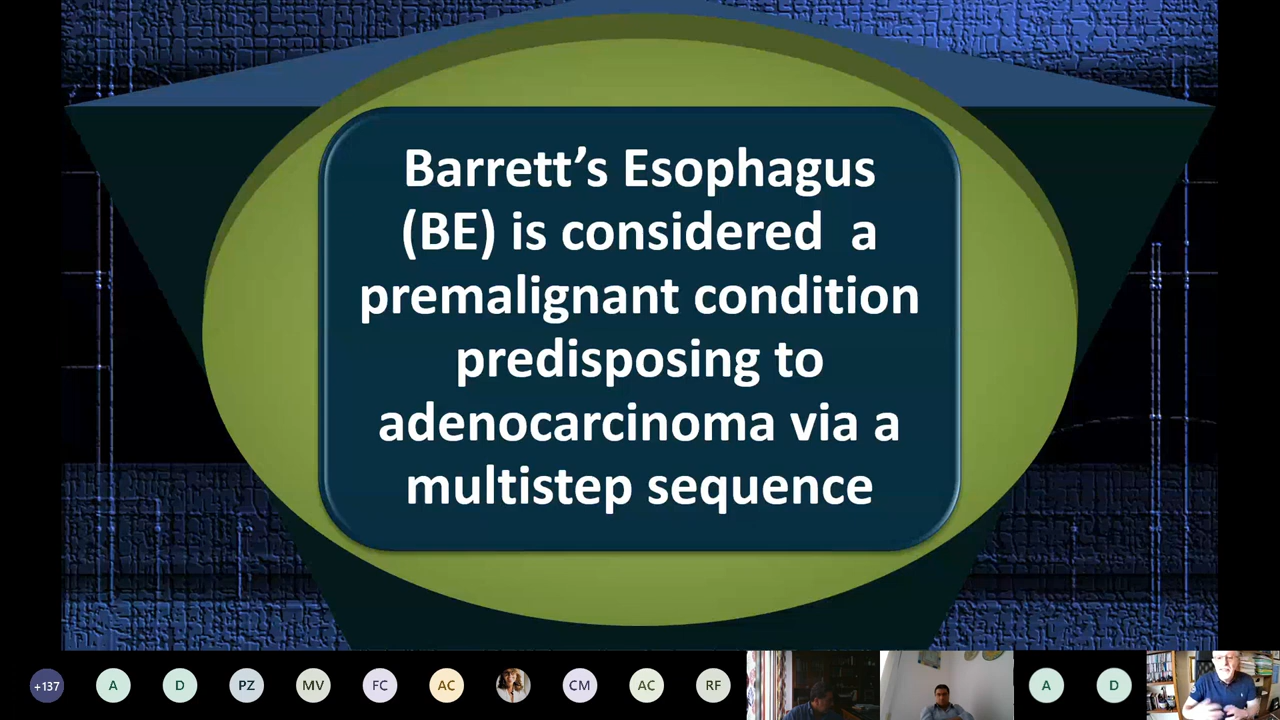 Barrett’s Esophagus
(BE) is considered  a
premalignant condition
predisposing to
adenocarcinoma via a
multistep sequence
+137
A
D
PZ
MV
FC
AC
CM
AC
RF
A
D